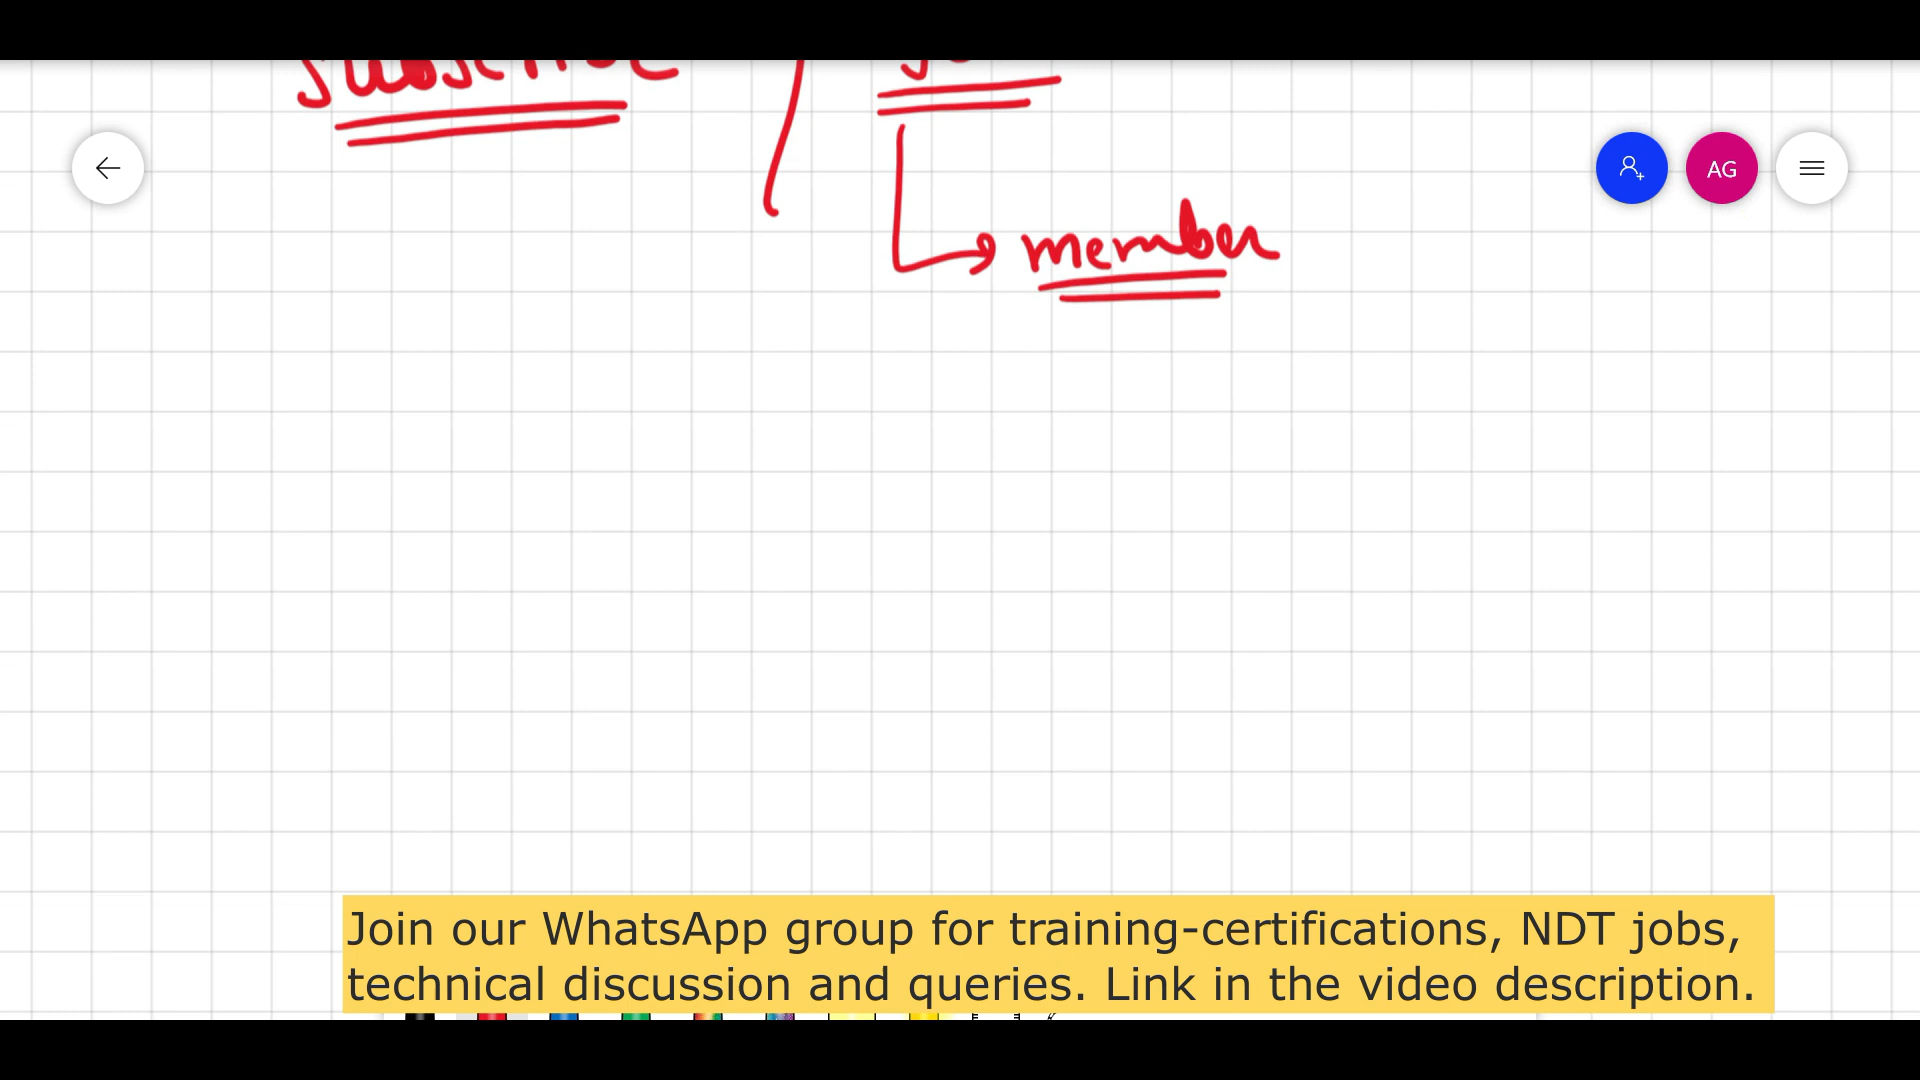 subscribe
AG
member
Join our WhatsApp group for training-certifications, NDT jobs,
technical discussion and queries. Link in the video description.